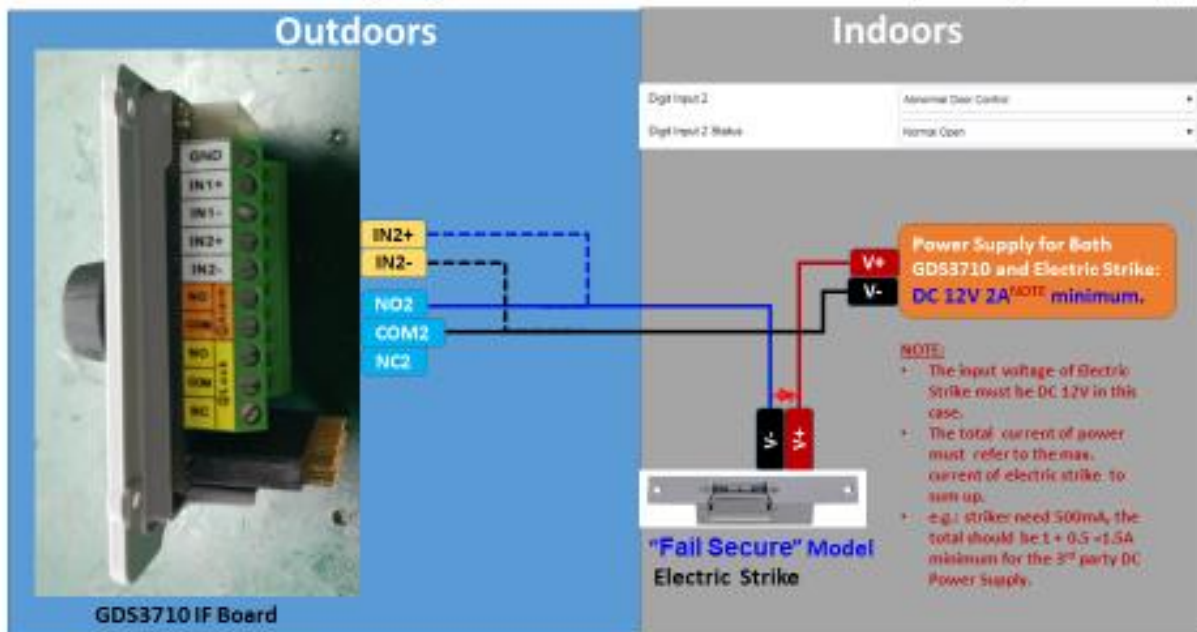 Outdoors
Indoors
Digit Input 2
Abnormal Door Control
Digit Input 2 Status
Normal Open
GND
IN1+
IN1-
IN2+
IN2-
NO
COM
NO
COM
NC
Lock
IN2+
IN2-
NO2
COM2
NC2
V+
V-
Power Supply for Both
GDS3710 and Electric Strike:
DC 12V 2A NOTE minimum.
NOTE:
• The input voltage of Electric
Strike must be DC 12V in this
case.
• The total current of power
must refer to the max.
current of electric strike to
sum up.
• e.g.: striker need 500mA, the
total should be 1 + 0.5 =1.5A
minimum for the 3rd party DC
Power Supply.
V-
V+
"Fail Secure" Model
Electric Strike
GDS3710 IF Board